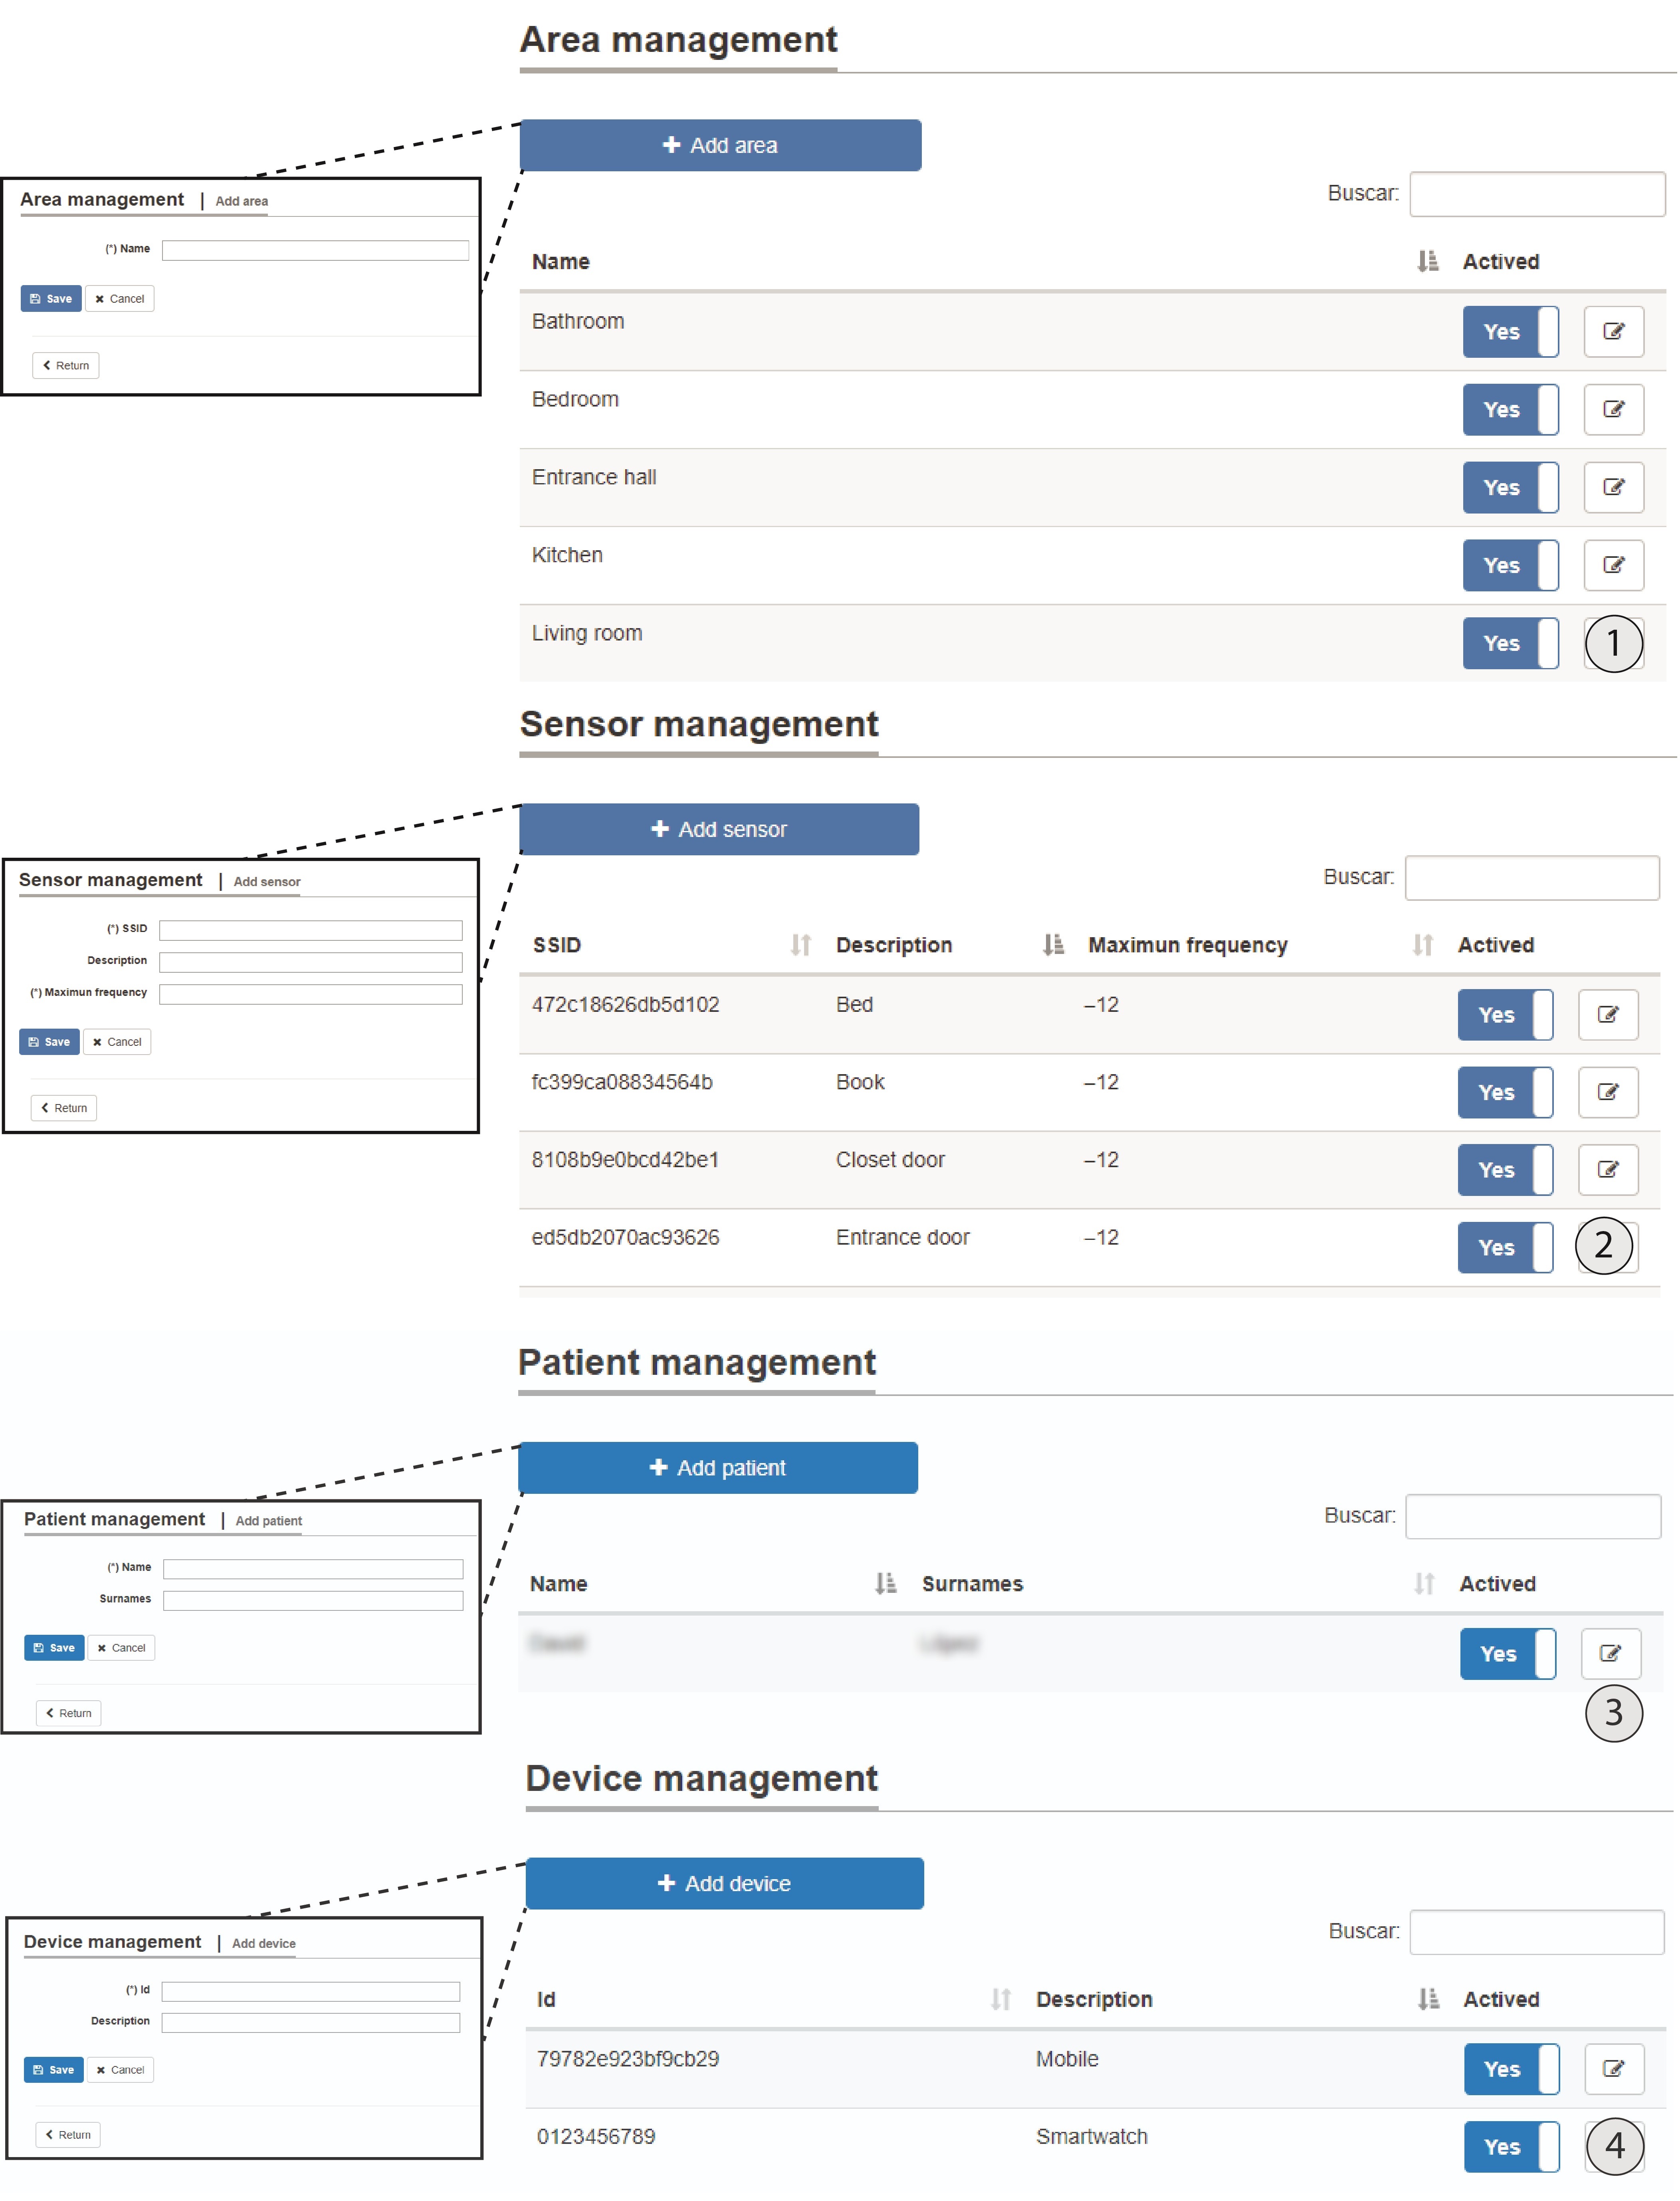 Area management
+ Add area
Area management | Add area
(*) Name
Save × Cancel
Return
Buscar:
Name Actived
Bathroom Yes
Bedroom Yes
Entrance hall Yes
Kitchen Yes
Living room Yes 1
Sensor management
+ Add sensor
Sensor management | Add sensor
(*) SSID
Description
(*) Maximun frequency
Save × Cancel
Return
Buscar:
SSID Description Maximun frequency Actived
472c18626db5d102 Bed –12 Yes
fc399ca08834564b Book –12 Yes
8108b9e0bcd42be1 Closet door –12 Yes
ed5db2070ac93626 Entrance door –12 Yes 2
Patient management
+ Add patient
Patient management | Add patient
(*) Name
Surnames
Save × Cancel
Return
Buscar:
Name Surnames Actived
Yes
3
Device management
+ Add device
Device management | Add device
(*) Id
Description
Save × Cancel
Return
Buscar:
Id Description Actived
79782e923bf9cb29 Mobile Yes
0123456789 Smartwatch Yes 4